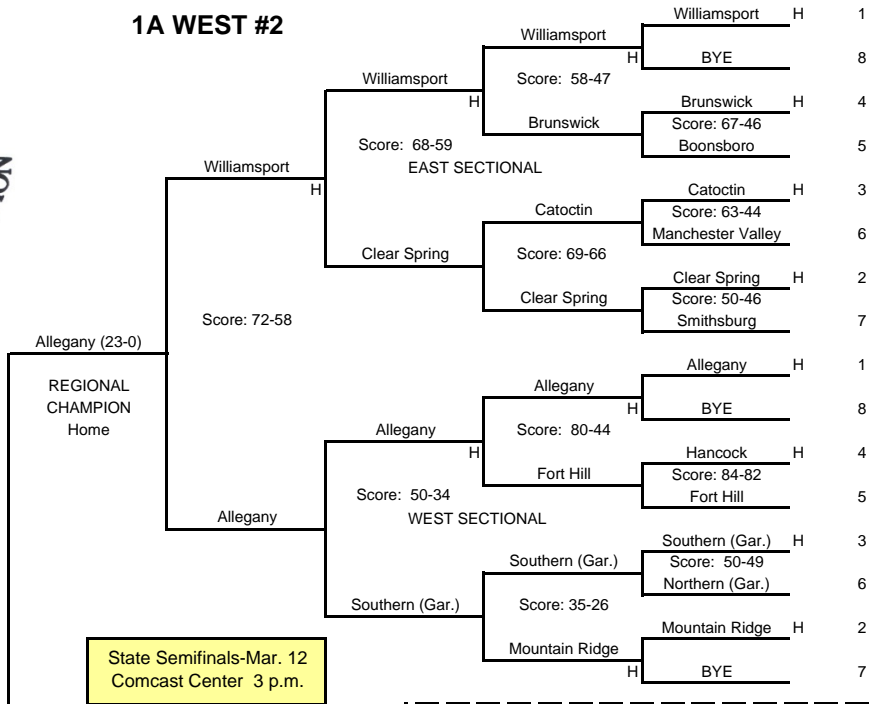 1A WEST #2
Williamsport H 1
Williamsport
H BYE 8
Williamsport Score: 58-47
H Brunswick H 4
Brunswick Score: 67-46
Score: 68-59 Boonsboro 5
Williamsport EAST SECTIONAL
H Catoctin H 3
Catoctin Score: 63-44
Manchester Valley 6
Clear Spring Score: 69-66
Clear Spring H 2
Clear Spring Score: 50-46
Score: 72-58 Smithsburg 7
Allegany (23-0)
Allegany H 1
REGIONAL Allegany
CHAMPION H BYE 8
Home Allegany Score: 80-44
H Hancock H 4
Fort Hill Score: 84-82
Score: 50-34 Fort Hill 5
Allegany WEST SECTIONAL
Southern (Gar.) H 3
Southern (Gar.) Score: 50-49
Northern (Gar.) 6
Southern (Gar.) Score: 35-26
Mountain Ridge H 2
Mountain Ridge
State Semifinals-Mar. 12 H BYE 7
Comcast Center 3 p.m.